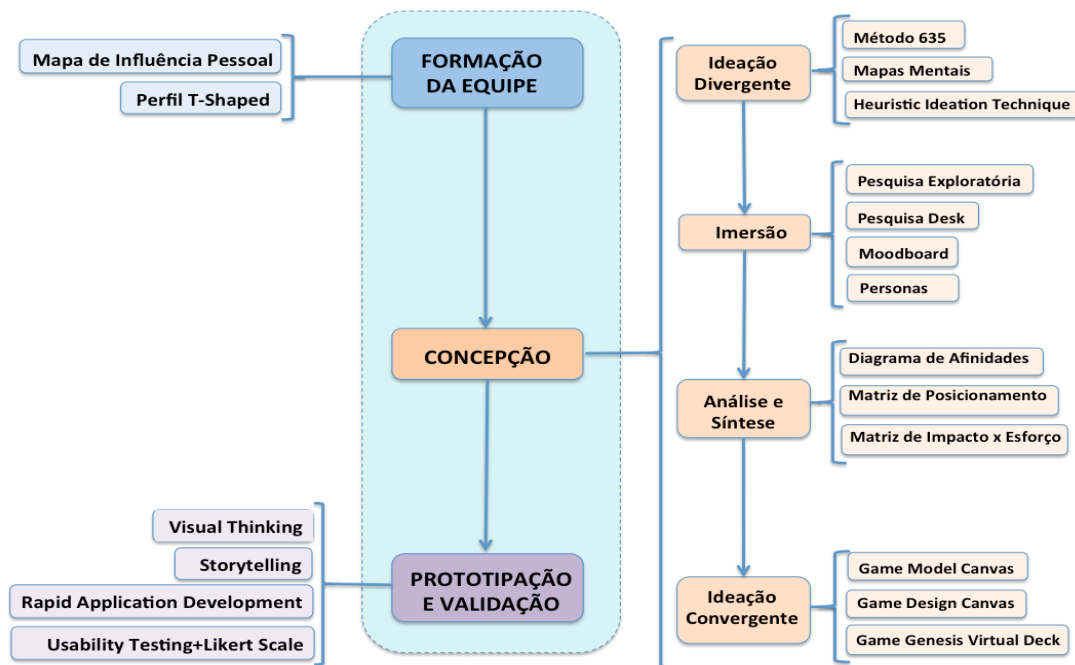 Mapa de Influência Pessoal
Perfil T-Shaped
FORMAÇÃO
DA EQUIPE
CONCEPÇÃO
Visual Thinking
Storytelling
Rapid Application Development
Usability Testing+Likert Scale
PROTOTIPAÇÃO
E VALIDAÇÃO
Ideação
Divergente
Método 635
Mapas Mentais
Heuristic Ideation Technique
Imersão
Pesquisa Exploratória
Pesquisa Desk
Moodboard
Personas
Análise e
Síntese
Diagrama de Afinidades
Matriz de Posicionamento
Matriz de Impacto x Esforço
Ideação
Convergente
Game Model Canvas
Game Design Canvas
Game Genesis Virtual Deck